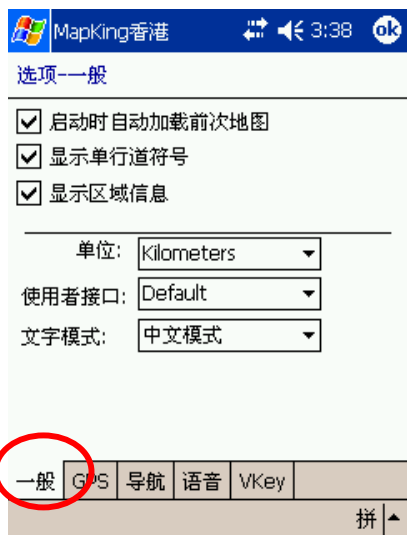 MapKing香港 3:38 ok
选项-一般
启动时自动加载前次地图
显示单行道符号
显示区域信息
单位: Kilometers
使用者接口: Default
文字模式: 中文模式
一般 GPS 导航 语音 VKey
拼